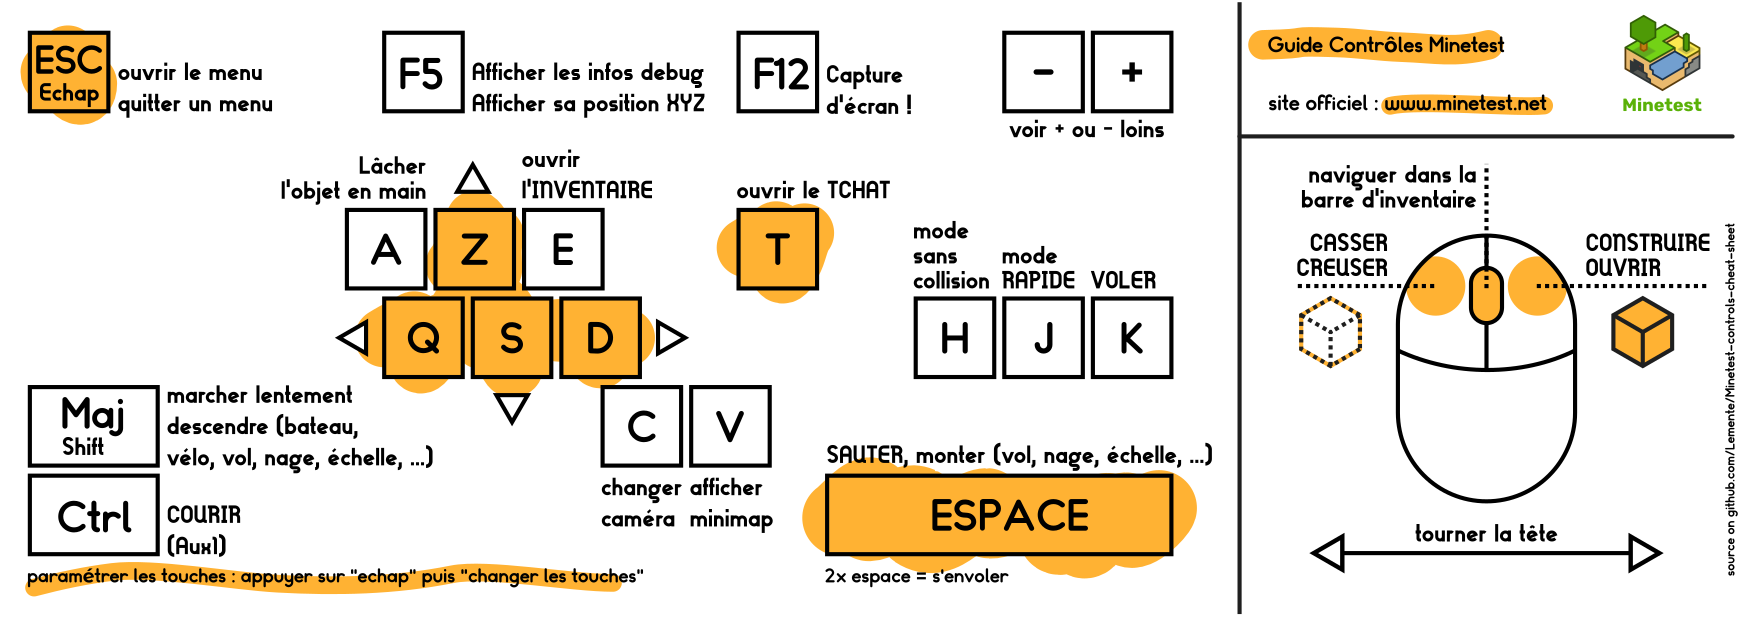 ESC
Echap
ouvrir le menu
quitter un menu
F5
Afficher les infos debug
Afficher sa position XYZ
F12
Capture
d'écran !
- +
voir + ou - loins
Guide Contrôles Minetest
site officiel : www.minetest.net
Minetest
Lâcher
l'objet en main
ouvrir
l'INVENTAIRE
A Z E
Q S D
ouvrir le TCHAT
T
mode
sans
collision
mode
RAPIDE
VOLER
H J K
Maj
Shift
marcher lentement
descendre (bateau,
vélo, vol, nage, échelle, ...)
Ctrl
COURIR
(Aux1)
C V
changer
caméra
afficher
minimap
SAUTER, monter (vol, nage, échelle, ...)
ESPACE
2x espace = s'envoler
paramétrer les touches : appuyer sur "echap" puis "changer les touches"
naviguer dans la
barre d'inventaire
CASSER
CREUSER
CONSTRUIRE
OUVRIR
tourner la tête
source on github.com/Lemente/Minetest-controls-cheat-sheet